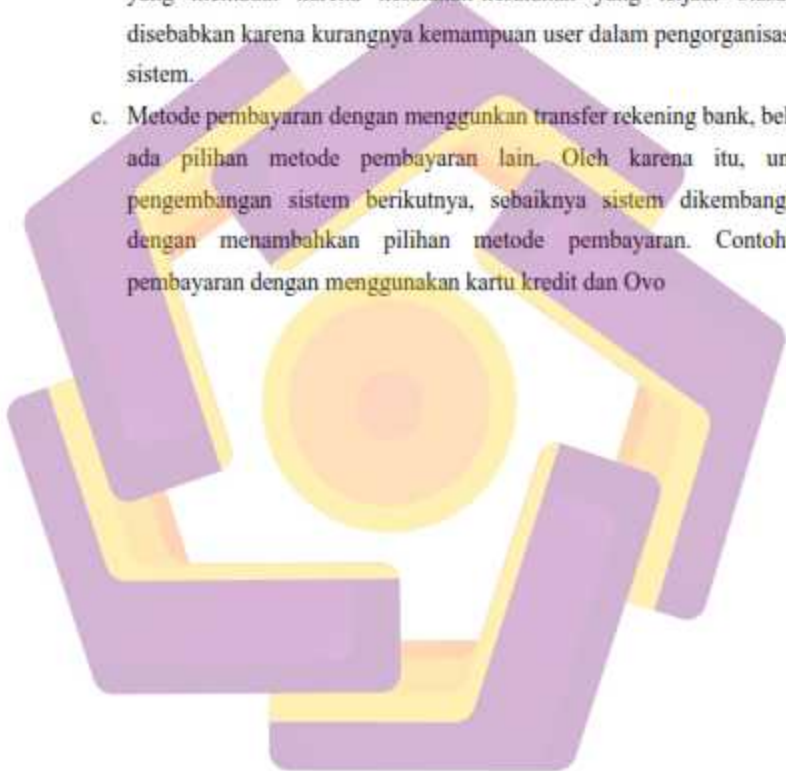 disebabkan karena kurangnya kemampuan user dalam pengorganisas
sistem.
c. Metode pembayaran dengan menggunkan transfer rekening bank, bel
ada pilihan metode pembayaran lain. Oleh karena itu, un
pengembangan sistem berikutnya, sebaiknya sistem dikembang
dengan menambahkan pilihan metode pembayaran. Contoh
pembayaran dengan menggunakan kartu kredit dan Ovo